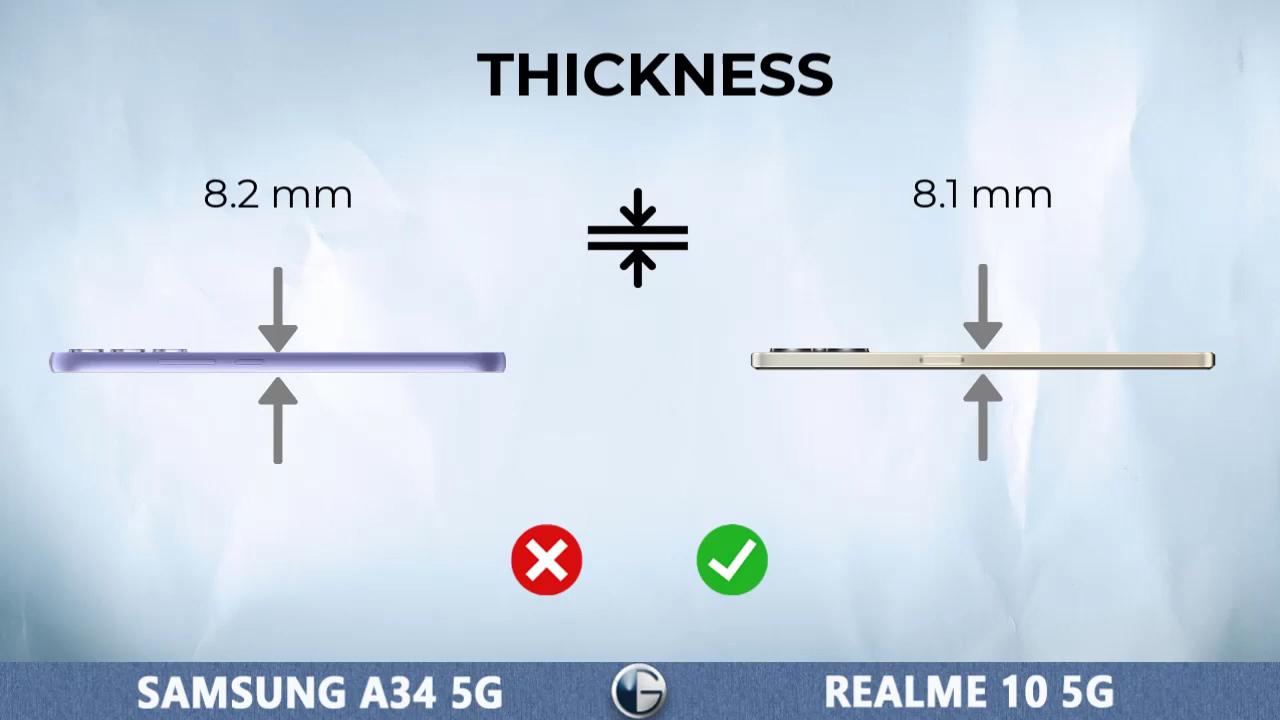 THICKNESS
8.2 mm
8.1 mm
SAMSUNG A34 5G
G
REALME 10 5G